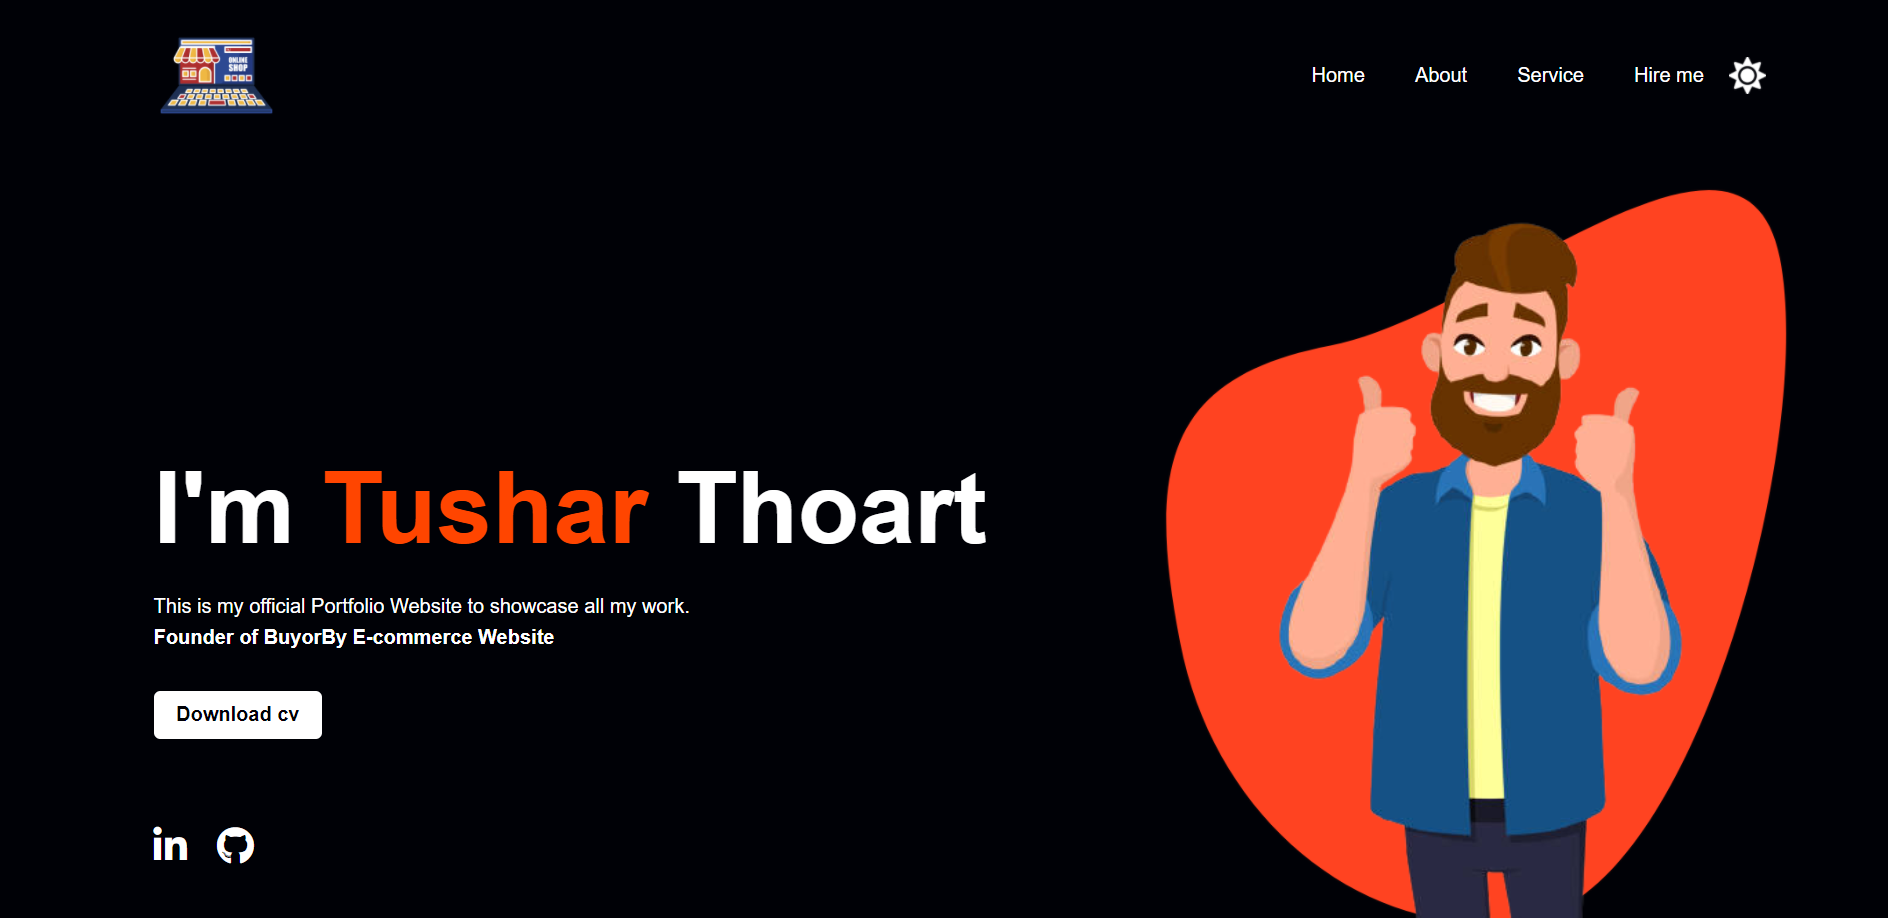 ONLINE
SHOP
Home
About
Service
Hire me
I'm Tushar Thoart
This is my official Portfolio Website to showcase all my work.
Founder of BuyorBy E-commerce Website
Download cv
in